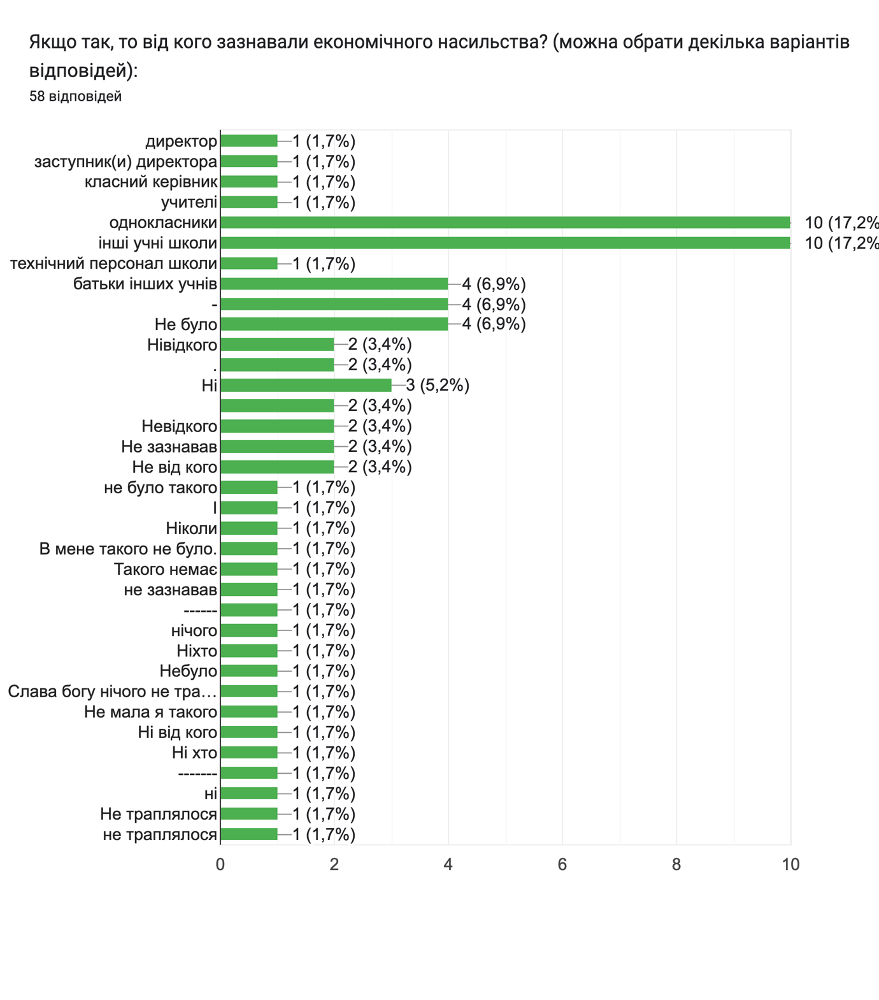 Якщо так, то від кого зазнавали економічного насильства? (можна обрати декілька варіантів
відповідей):
58 відповідей
директор 1 (1,7%)
заступник(и) директора 1 (1,7%)
класний керівник 1 (1,7%)
учителі 1 (1,7%)
однокласники 10 (17,2%
інші учні школи 10 (17,2%
технічний персонал школи 1 (1,7%)
батьки інших учнів 4 (6,9%)
- 4 (6,9%)
Не було 4 (6,9%)
Нівідкого 2 (3,4%)
. 2 (3,4%)
Ні 3 (5,2%)
2 (3,4%)
Невідкого 2 (3,4%)
Не зазнавав 2 (3,4%)
Не від кого 2 (3,4%)
не було такого 1 (1,7%)
І 1 (1,7%)
Ніколи 1 (1,7%)
В мене такого не було. 1 (1,7%)
Такого немає 1 (1,7%)
не зазнавав 1 (1,7%)
------ 1 (1,7%)
нічого 1 (1,7%)
Ніхто 1 (1,7%)
Небуло 1 (1,7%)
Слава богу нічого не тра… 1 (1,7%)
Не мала я такого 1 (1,7%)
Ні від кого 1 (1,7%)
Ні хто 1 (1,7%)
------- 1 (1,7%)
ні 1 (1,7%)
Не траплялося 1 (1,7%)
не траплялося 1 (1,7%)
0 2 4 6 8 10